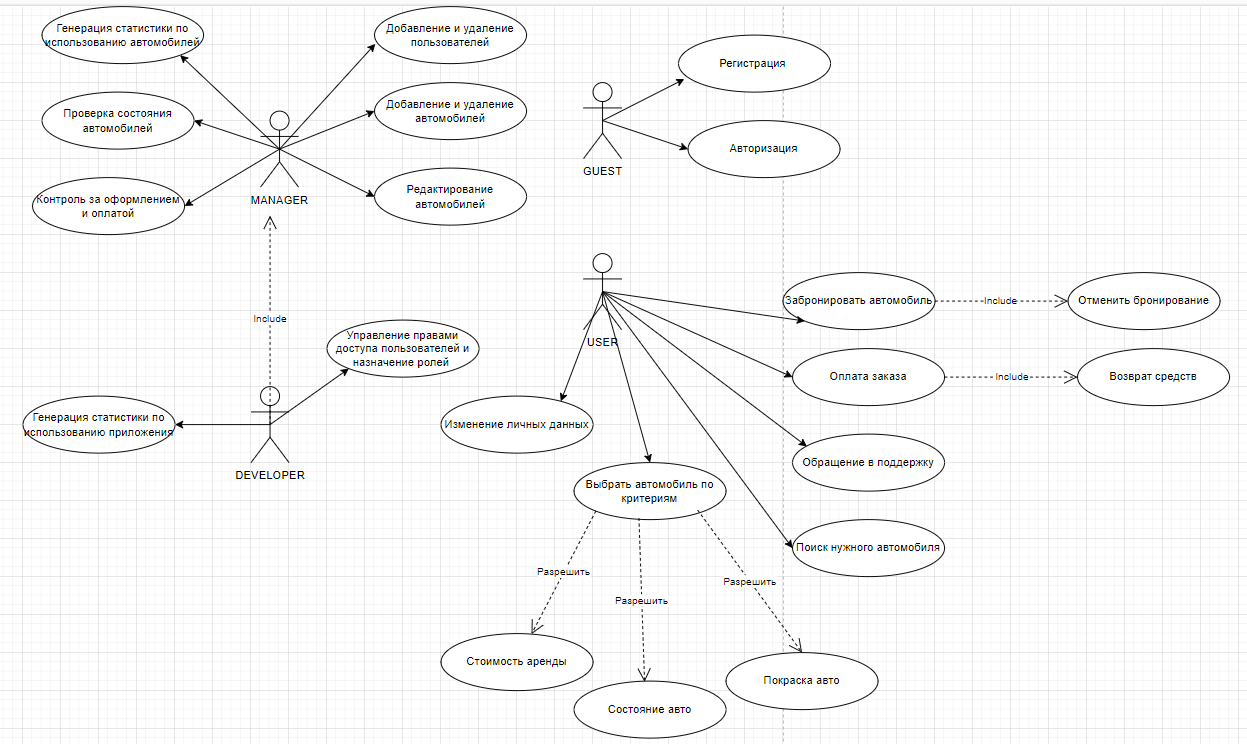 Генерация статистики по
использованию автомобилей
Добавление и удаление
пользователей
Проверка состояния
автомобилей
Добавление и удаление
автомобилей
Контроль за оформлением
и оплатой
MANAGER
Редактирование
автомобилей
Регистрация
Авторизация
GUEST
Include
Управление правами
доступа пользователей и
назначение ролей
Генерация статистики по
использованию приложения
DEVELOPER
USER
Забронировать автомобиль
Include
Отменить бронирование
Оплата заказа
Include
Возврат средств
Изменение личных данных
Обращение в поддержку
Выбрать автомобиль по
критериям
Поиск нужного автомобиля
Разрешить
Разрешить
Разрешить
Стоимость аренды
Состояние авто
Покраска авто